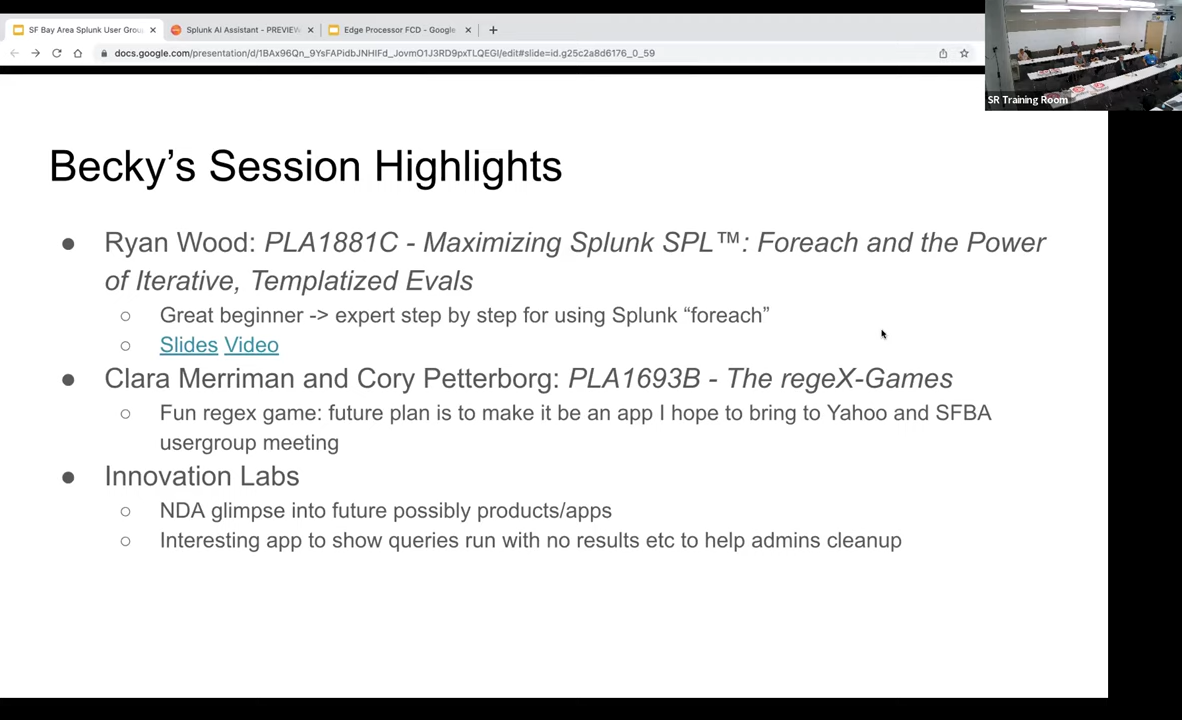 SF Bay Area Splunk User Grou
Splunk AI Assistant - PREVIEW
Edge Processor FCD - Google
docs.google.com/presentation/d/1BAx96Qn_9YsFAPidbJNHIFd_JovmO1J3RD9pxTLQEGI/edit#slide=id.g25c2a8d6176_0_59
SR Training Room
Becky’s Session Highlights
● Ryan Wood: PLA1881C - Maximizing Splunk SPL™: Foreach and the Power
of Iterative, Templatized Evals
○ Great beginner -> expert step by step for using Splunk “foreach”
○ Slides Video
● Clara Merriman and Cory Petterborg: PLA1693B - The regeX-Games
○ Fun regex game: future plan is to make it be an app I hope to bring to Yahoo and SFBA
usergroup meeting
● Innovation Labs
○ NDA glimpse into future possibly products/apps
○ Interesting app to show queries run with no results etc to help admins cleanup